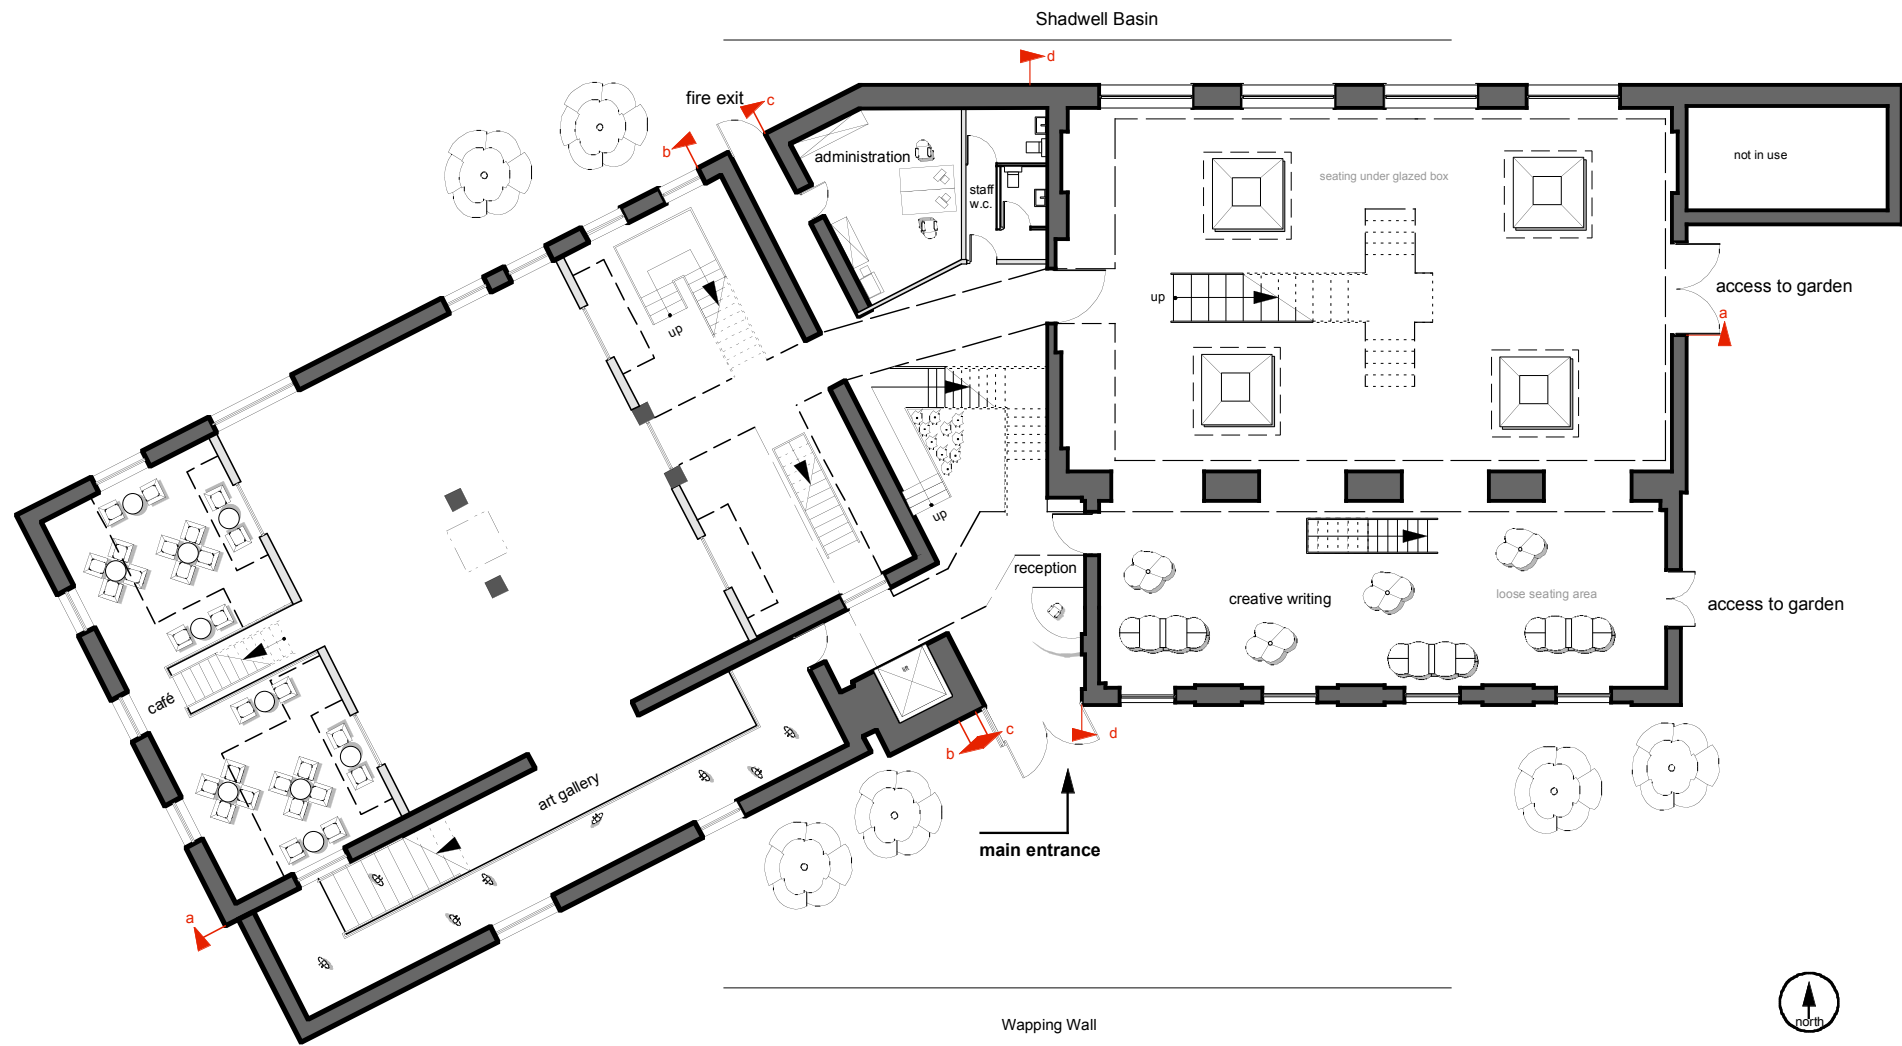 Shadwell Basin
d
fire exit
c
b
administration
staff
w.c.
seating under glazed box
not in use
up
access to garden
a
up
up
reception
creative writing
loose seating area
access to garden
lift
café
art gallery
b
c
d
main entrance
a
Wapping Wall
north